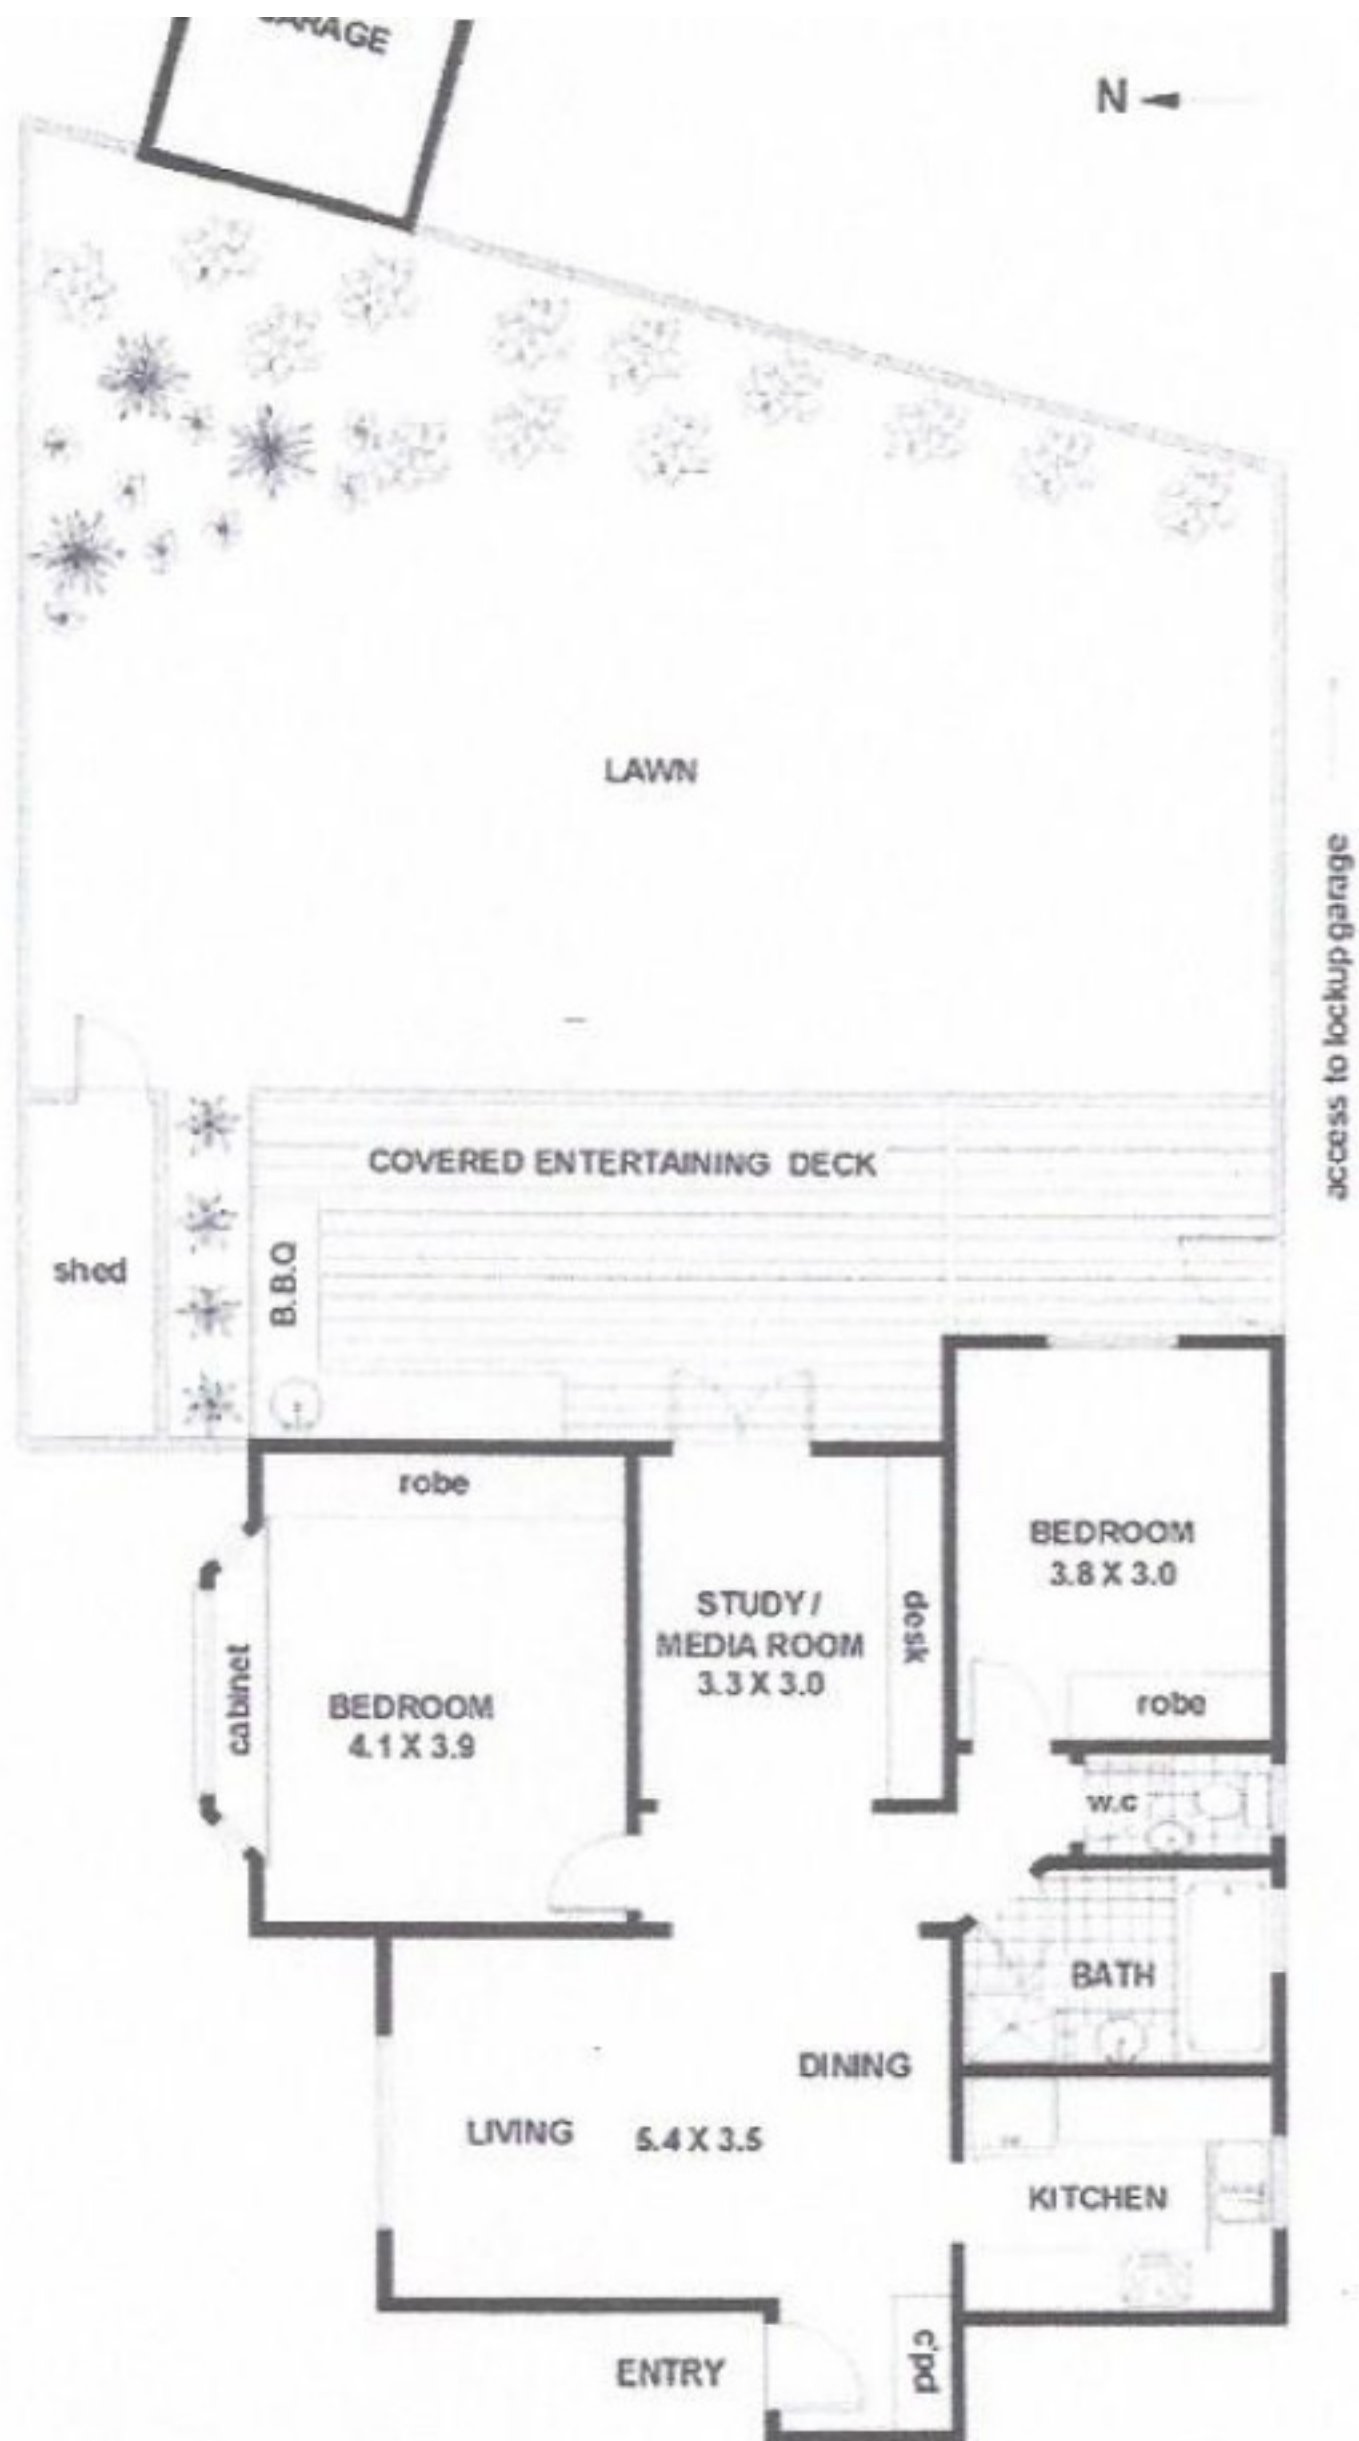 GARAGE
N
LAWN
access to lockup garage
COVERED ENTERTAINING DECK
shed
B.B.Q
robe
BEDROOM
3.8 X 3.0
STUDY /
MEDIA ROOM
3.3 X 3.0
desk
cabinet
BEDROOM
4.1 X 3.9
robe
w.c
BATH
DINING
LIVING
5.4 X 3.5
KITCHEN
ENTRY
c'pd